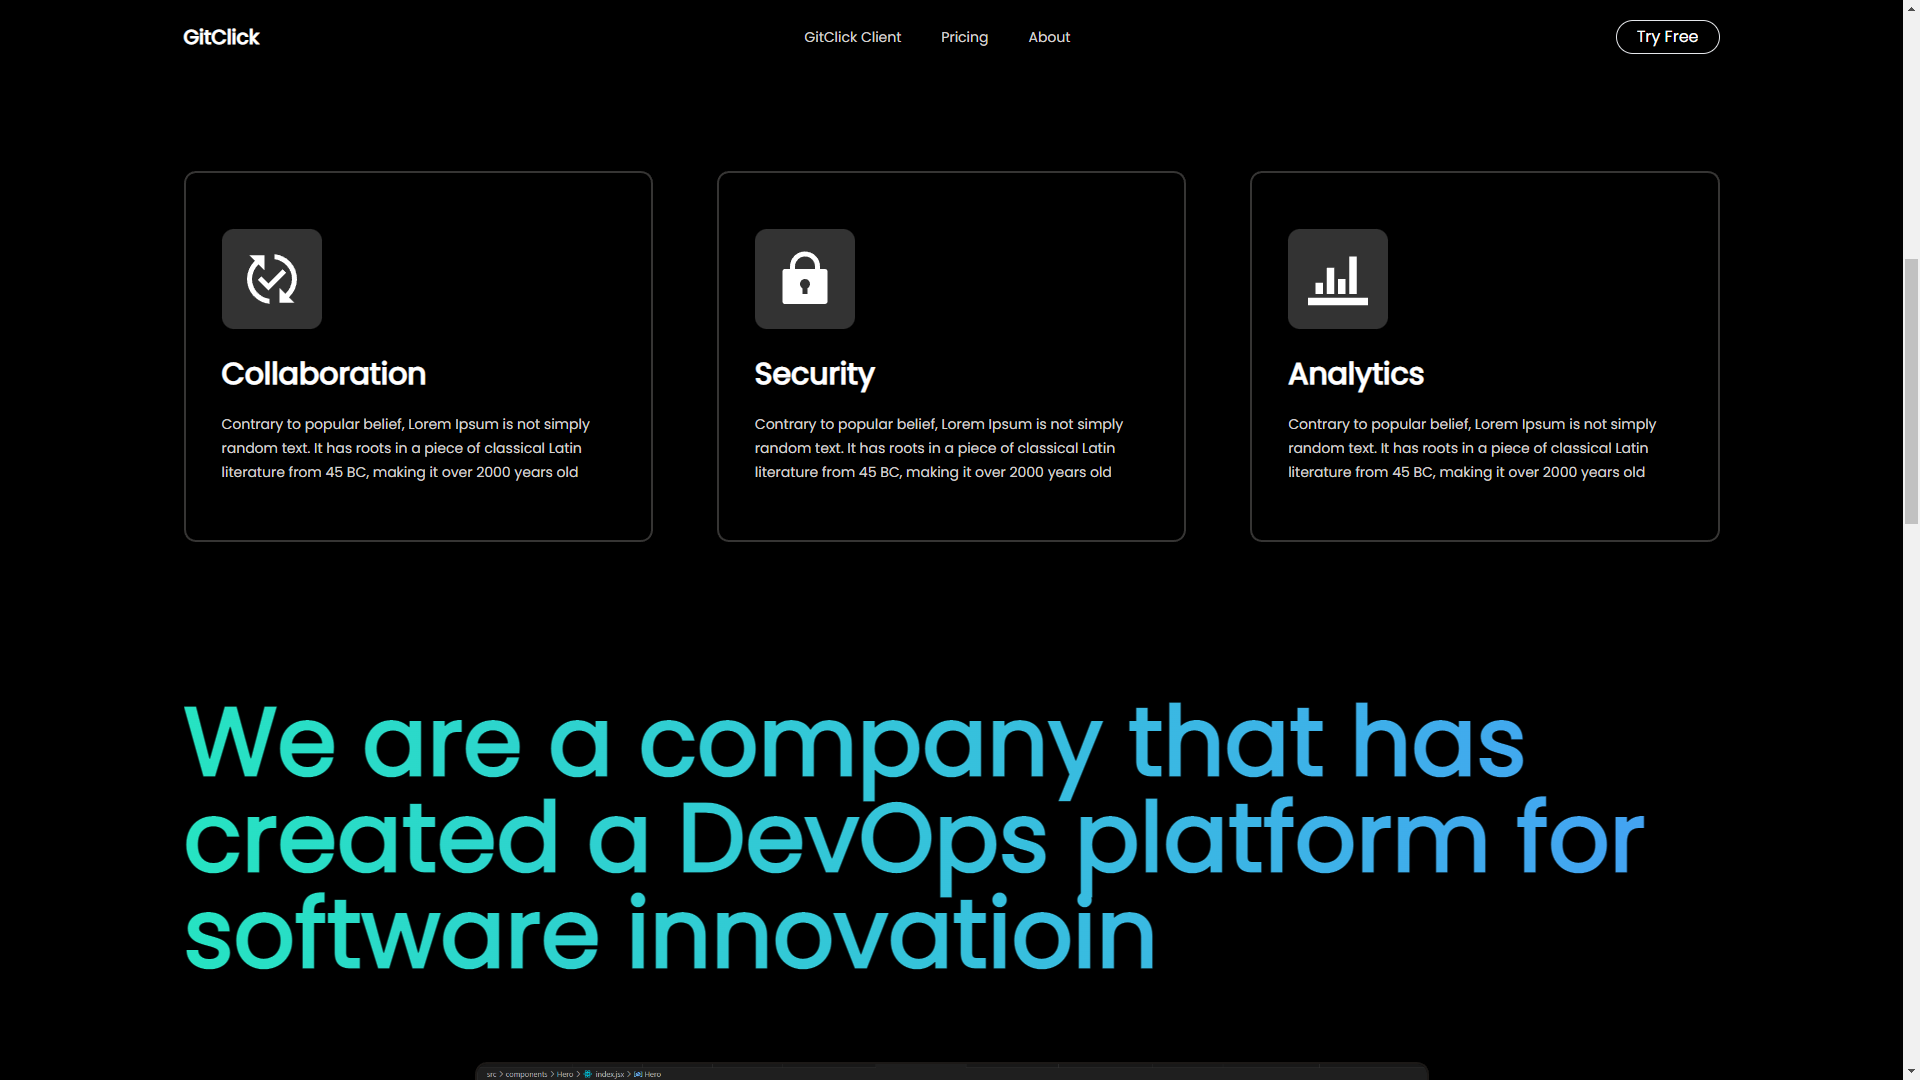 GitClick
GitClick Client
Pricing
About
Try Free
Collaboration
Contrary to popular belief, Lorem Ipsum is not simply
random text. It has roots in a piece of classical Latin
literature from 45 BC, making it over 2000 years old
Security
Contrary to popular belief, Lorem Ipsum is not simply
random text. It has roots in a piece of classical Latin
literature from 45 BC, making it over 2000 years old
Analytics
Contrary to popular belief, Lorem Ipsum is not simply
random text. It has roots in a piece of classical Latin
literature from 45 BC, making it over 2000 years old
We are a company that has
created a DevOps platform for
software innovatioin
src > components > Hero > index.jsx > Hero